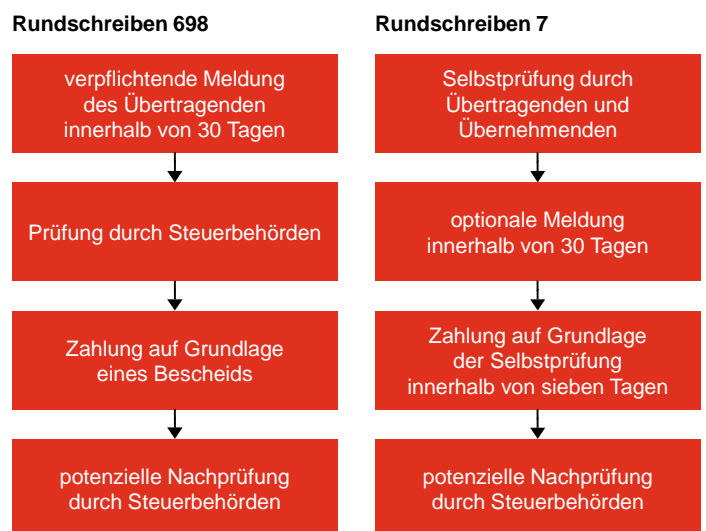 Rundschreiben 698
verpflichtende Meldung
des Übertragenden
innerhalb von 30 Tagen
Prüfung durch Steuerbehörden
Zahlung auf Grundlage
eines Bescheids
potenzielle Nachprüfung
durch Steuerbehörden
Rundschreiben 7
Selbstprüfung durch
Übertragenden und
Übernehmenden
optionale Meldung
innerhalb von 30 Tagen
Zahlung auf Grundlage
der Selbstprüfung
innerhalb von sieben Tagen
potenzielle Nachprüfung
durch Steuerbehörden